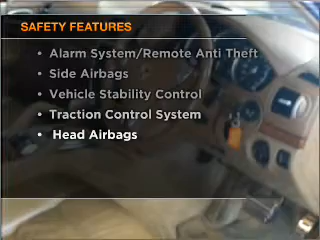 SAFETY FEATURES
• Alarm System/Remote Anti Theft
• Side Airbags
• Vehicle Stability Control
• Traction Control System
• Head Airbags